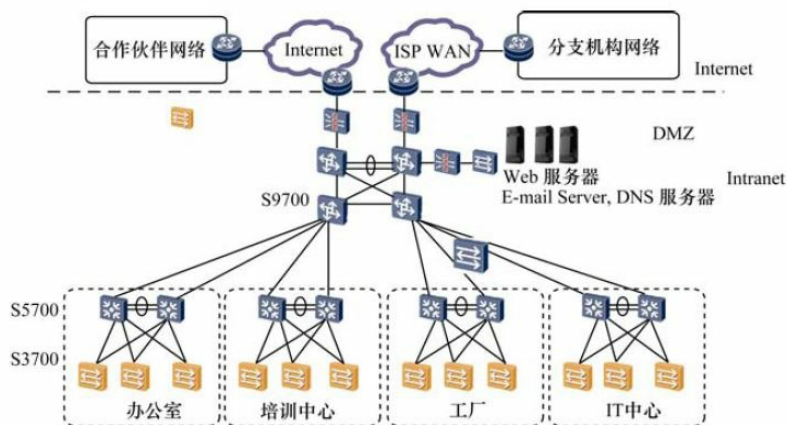 合作伙伴网络
Internet
ISP WAN
分支机构网络
Internet
DMZ
Web 服务器
E-mail Server, DNS 服务器
Intranet
S9700
S5700
S3700
办公室
培训中心
工厂
IT中心